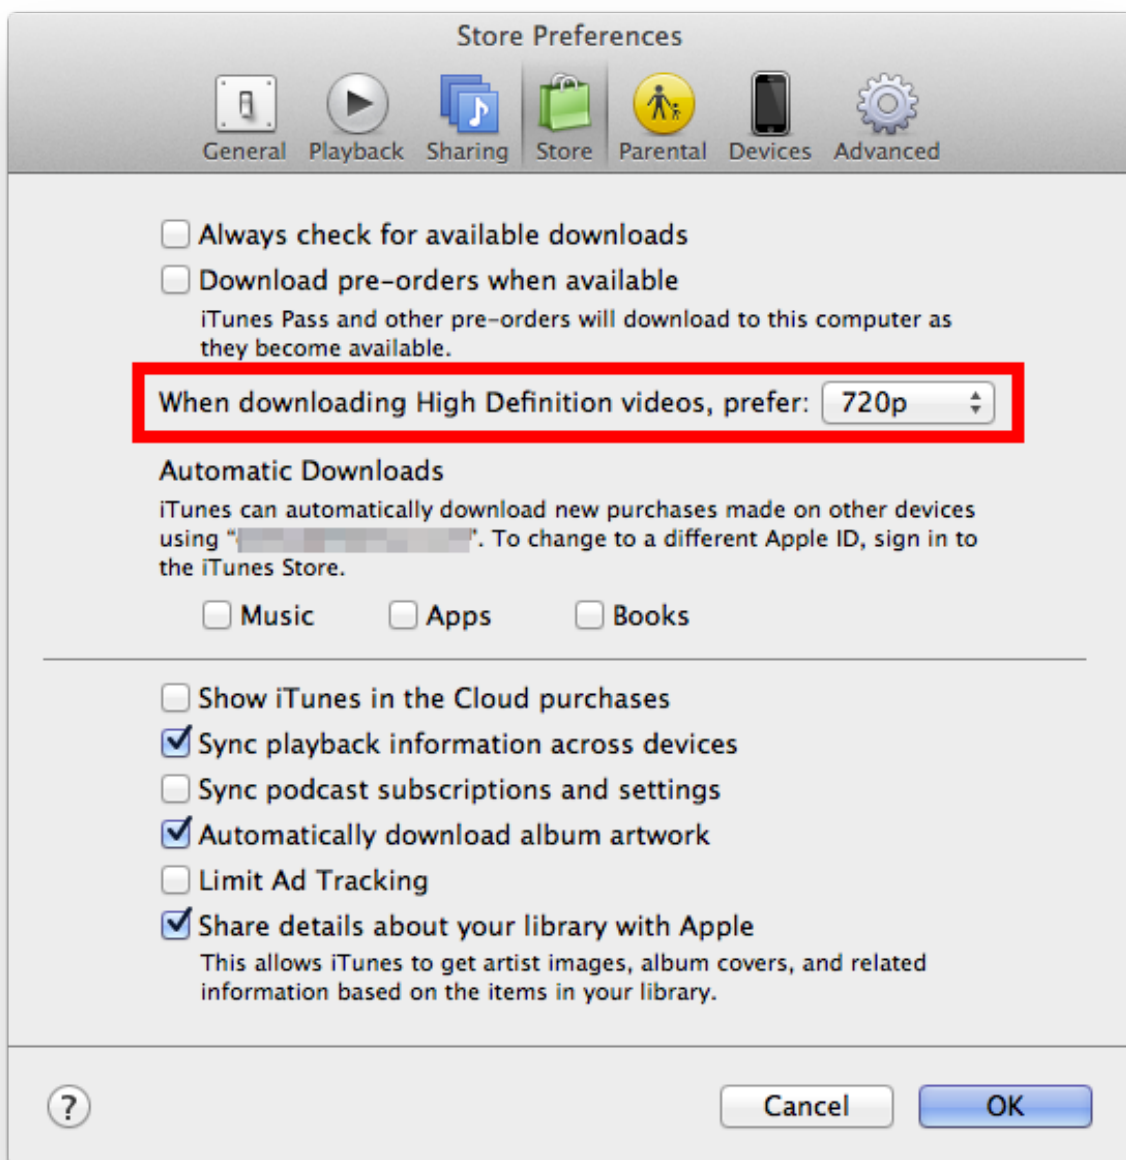 Store Preferences
General Playback Sharing Store Parental Devices Advanced
Always check for available downloads
Download pre-orders when available
iTunes Pass and other pre-orders will download to this computer as
they become available.
When downloading High Definition videos, prefer: 720p
Automatic Downloads
iTunes can automatically download new purchases made on other devices
using “ ”. To change to a different Apple ID, sign in to
the iTunes Store.
Music Apps Books
Show iTunes in the Cloud purchases
Sync playback information across devices
Sync podcast subscriptions and settings
Automatically download album artwork
Limit Ad Tracking
Share details about your library with Apple
This allows iTunes to get artist images, album covers, and related
information based on the items in your library.
? Cancel OK